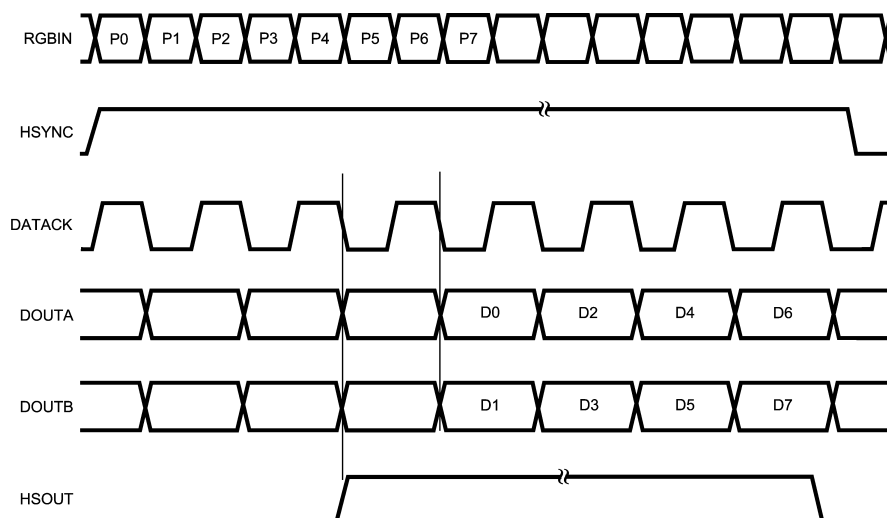 RGBIN P0 P1 P2 P3 P4 P5 P6 P7
HSYNC
DATACK
DOUTA D0 D2 D4 D6
DOUTB D1 D3 D5 D7
HSOUT